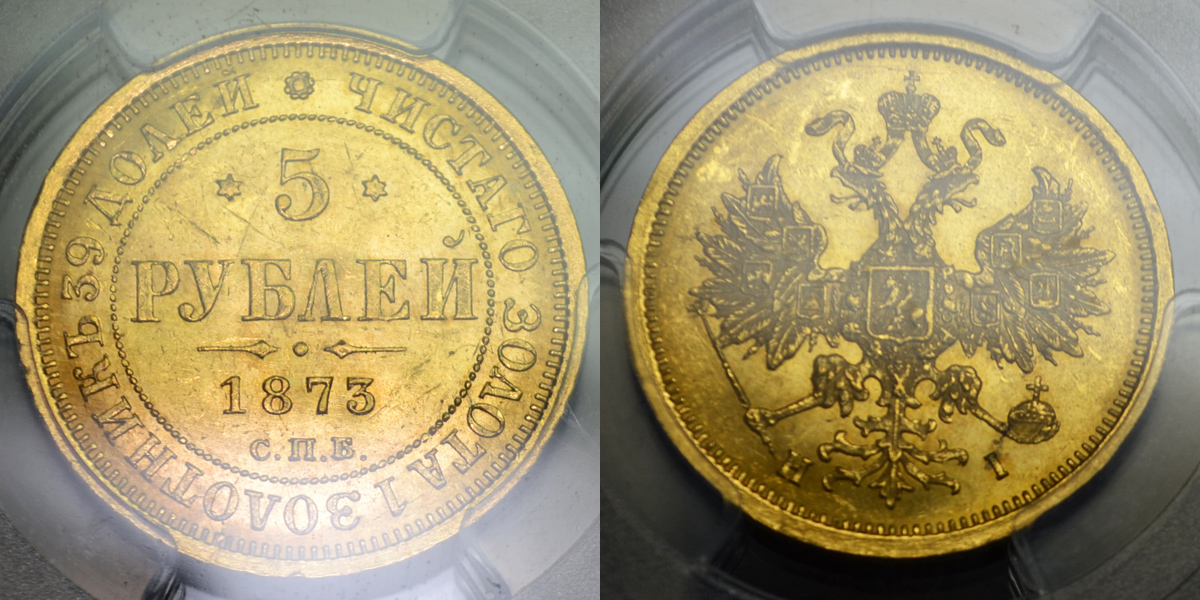 ЧИСТАГО ЗОЛОТА 1 ЗОЛОТНИКЪ 39 ДОЛЕЙ
5
РУБЛЕЙ
1873
С.П.Б.
Н I